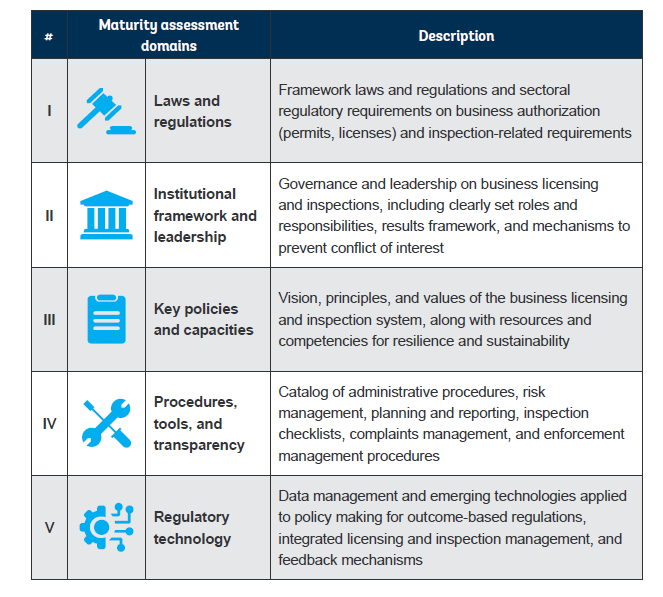 #
Maturity assessment
domains
Description
I
Laws and
regulations
Framework laws and regulations and sectoral
regulatory requirements on business authorization
(permits, licenses) and inspection-related requirements
II
Institutional
framework and
leadership
Governance and leadership on business licensing
and inspections, including clearly set roles and
responsibilities, results framework, and mechanisms to
prevent conflict of interest
III
Key policies
and capacities
Vision, principles, and values of the business licensing
and inspection system, along with resources and
competencies for resilience and sustainability
IV
Procedures,
tools, and
transparency
Catalog of administrative procedures, risk
management, planning and reporting, inspection
checklists, complaints management, and enforcement
management procedures
V
Regulatory
technology
Data management and emerging technologies applied
to policy making for outcome-based regulations,
integrated licensing and inspection management, and
feedback mechanisms